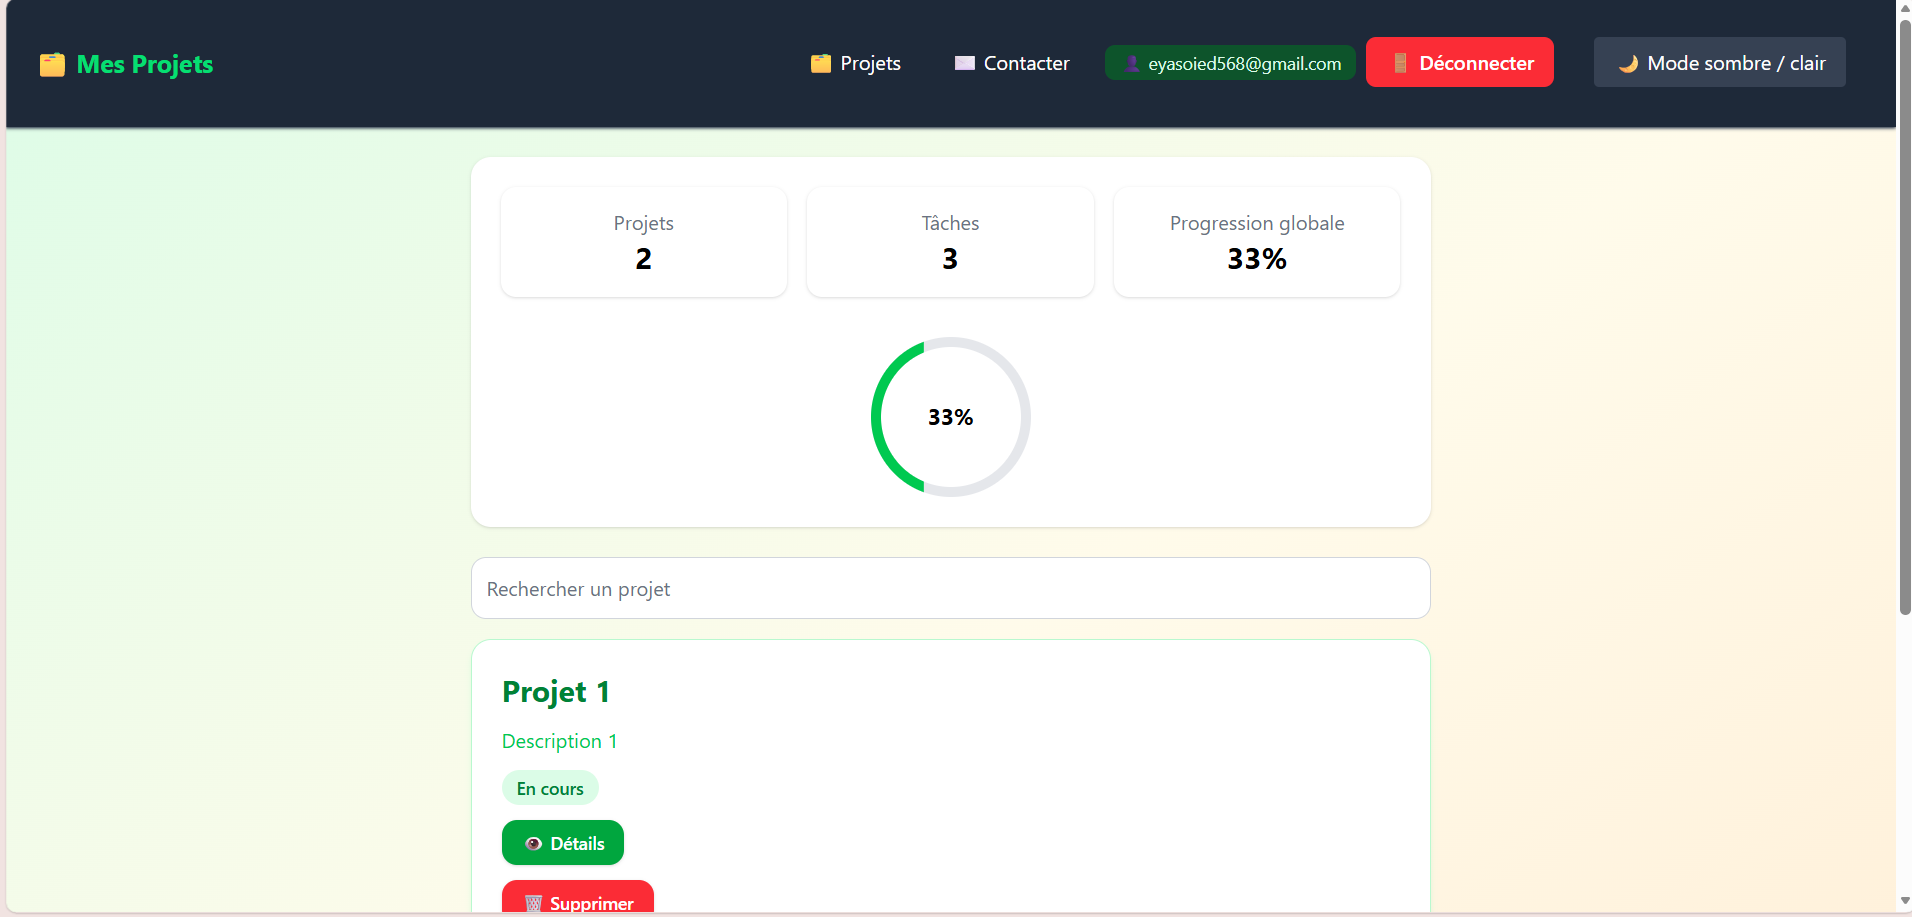 Mes Projets
Projets
Contacter
eyasoied568@gmail.com
Déconnecter
Mode sombre / clair
Projets
2
Tâches
3
Progression globale
33%
33%
Rechercher un projet
Projet 1
Description 1
En cours
Détails
Supprimer